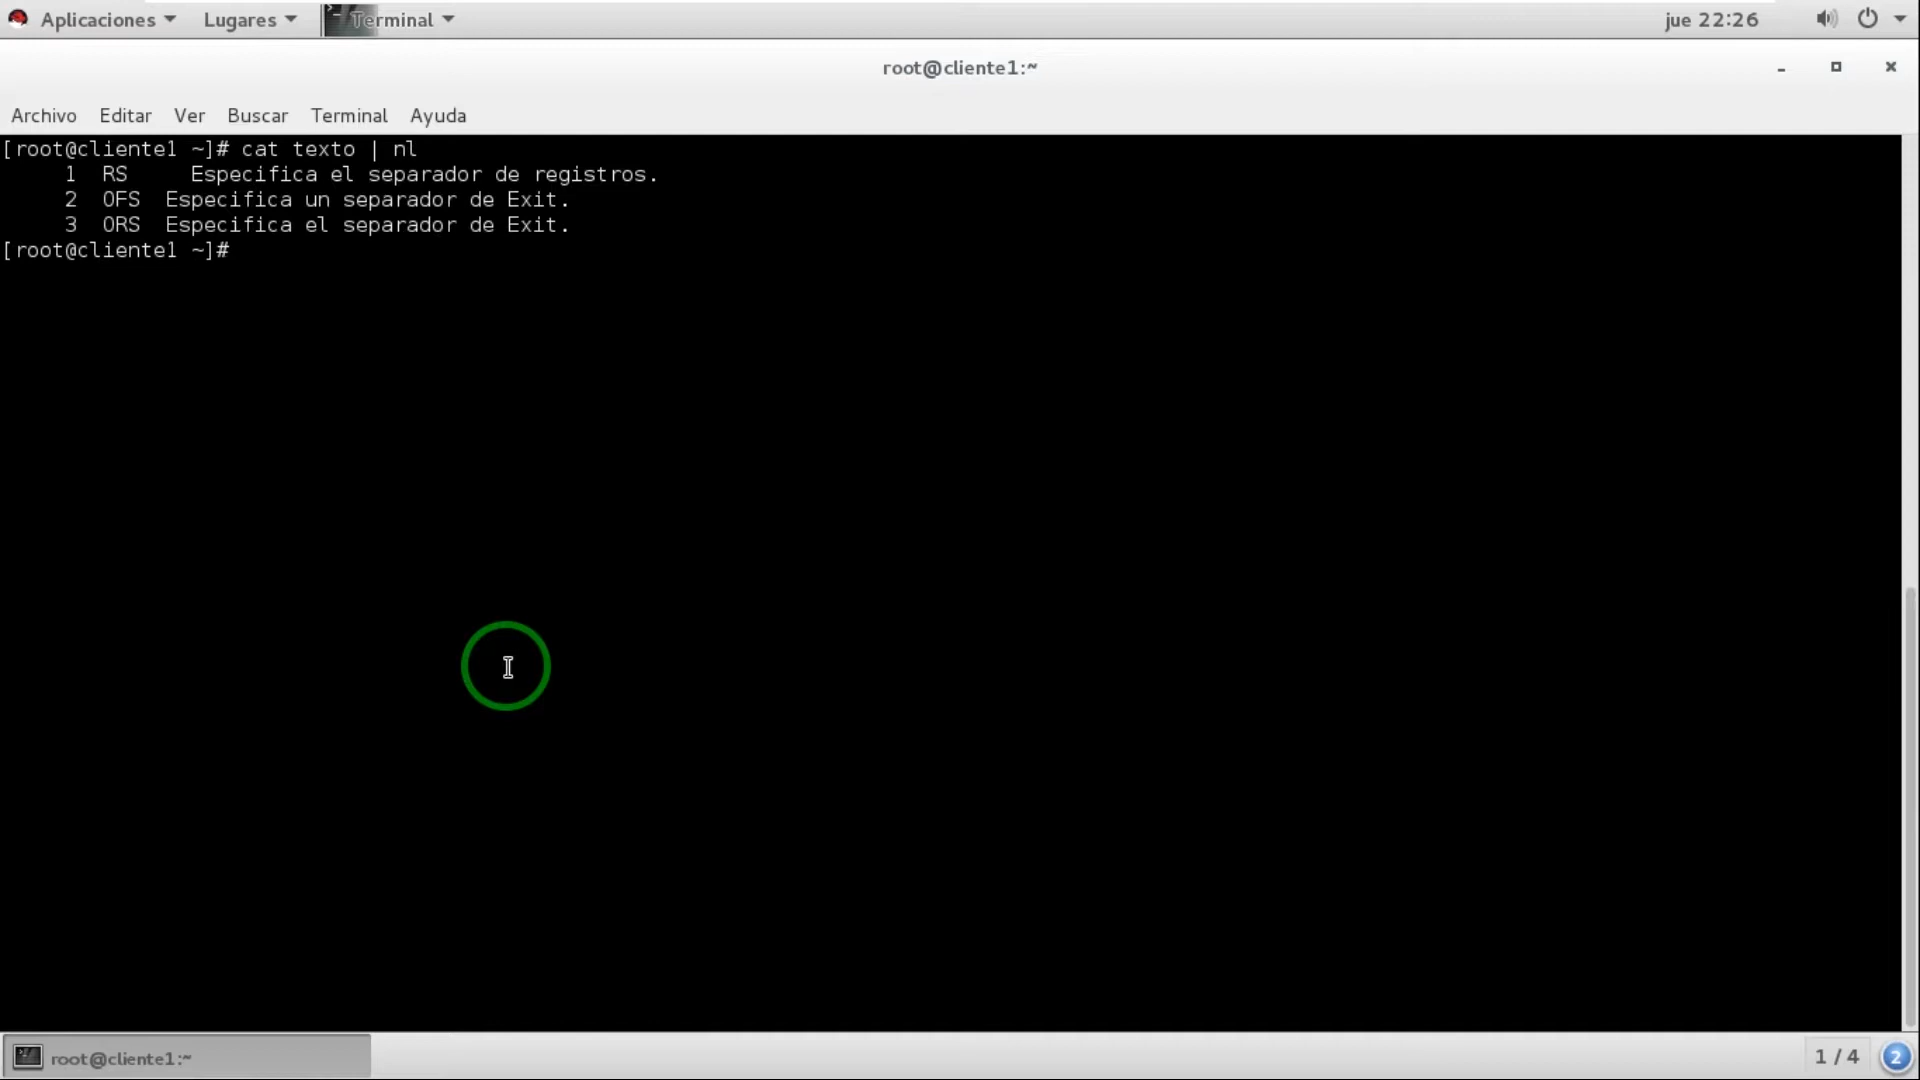 Aplicaciones Lugares Terminal jue 22:26
root@cliente1:~
Archivo Editar Ver Buscar Terminal Ayuda
[root@cliente1 ~]# cat texto | nl
1 RS Especifica el separador de registros.
2 OFS Especifica un separador de Exit.
3 ORS Especifica el separador de Exit.
[root@cliente1 ~]#
root@cliente1:~ 1 / 4 2